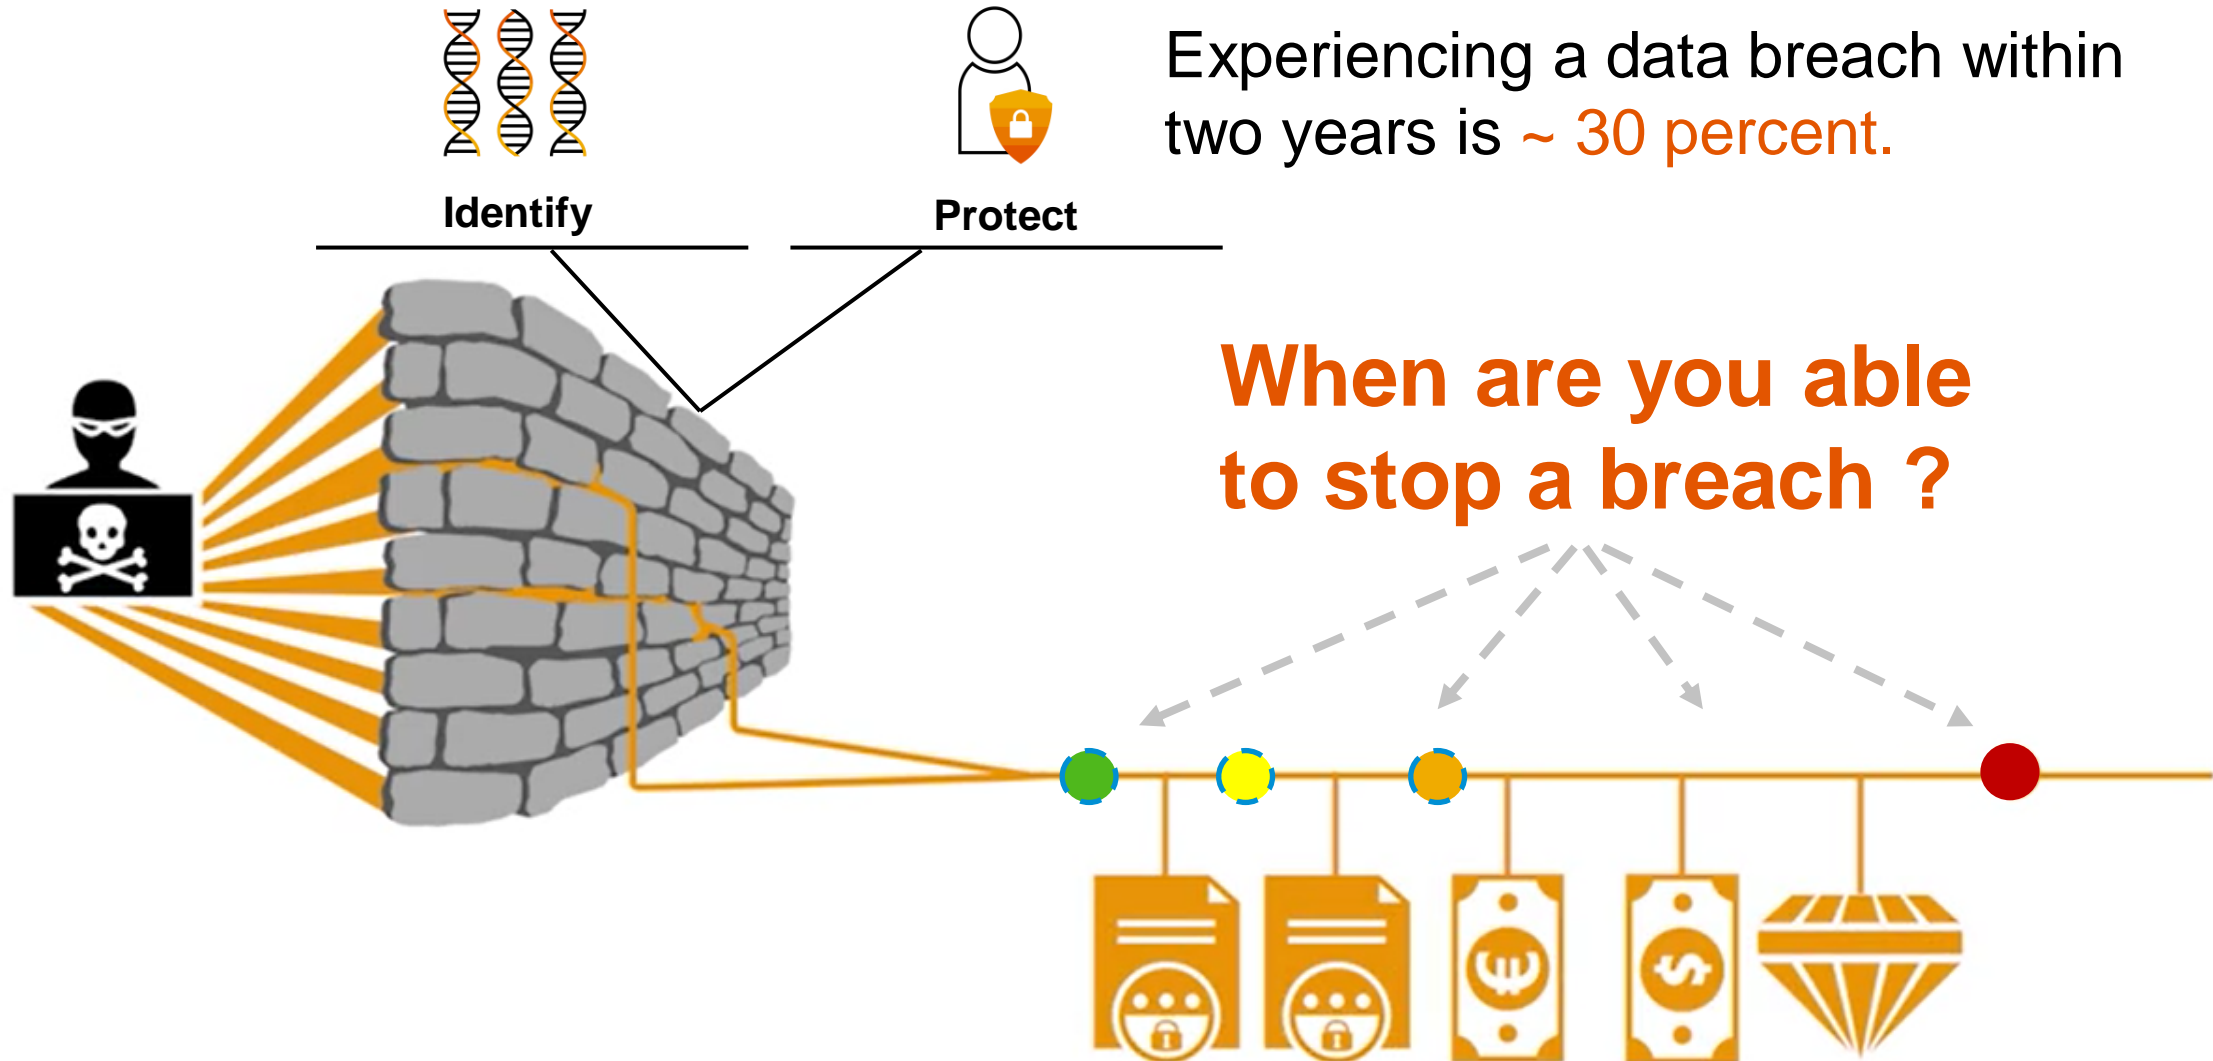 Experiencing a data breach within
two years is ~ 30 percent.
Identify
Protect
When are you able
to stop a breach ?
€
$